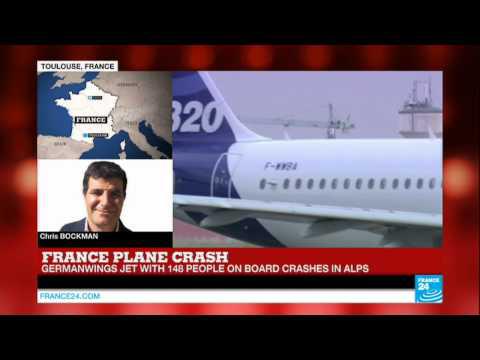 TOULOUSE, FRANCE
FRANCE
320
F-WWBA
Chris BOCKMAN
FRANCE PLANE CRASH
GERMANWINGS JET WITH 148 PEOPLE ON BOARD CRASHES IN ALPS
FRANCE24.COM
FRANCE
24